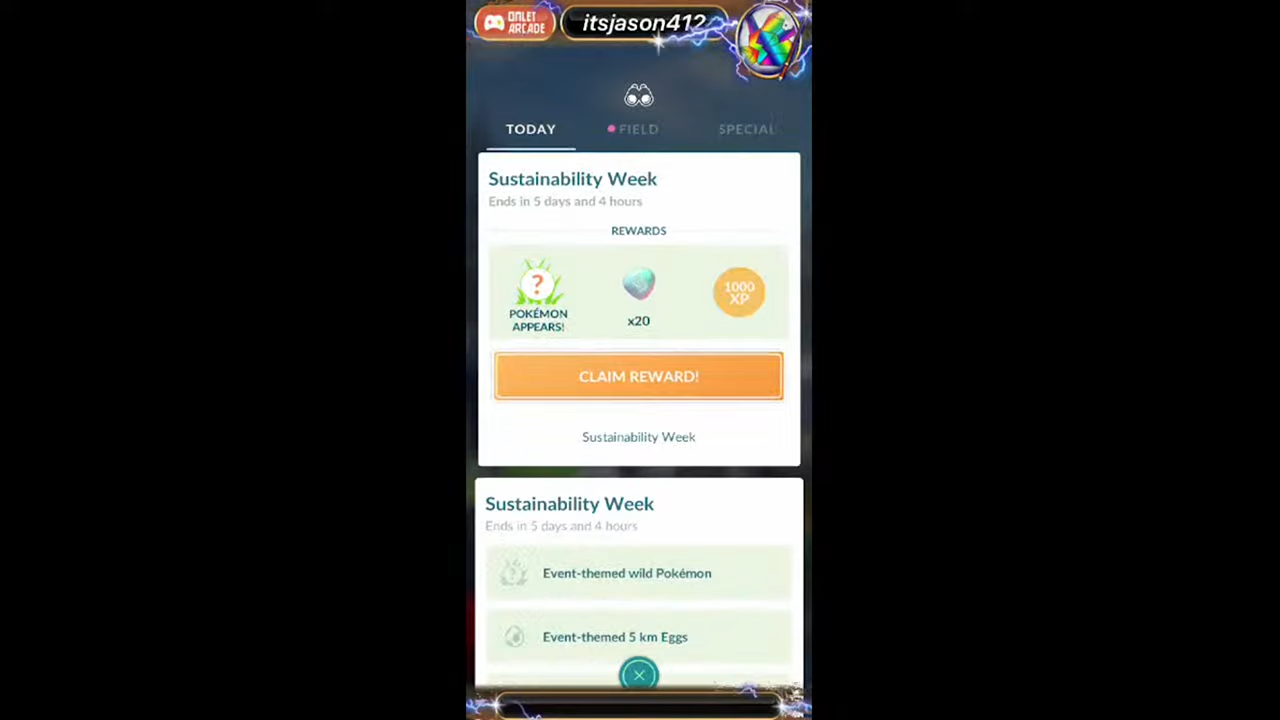 OMLET
ARCADE
itsjason412
TODAY
FIELD
SPECIAL
Sustainability Week
Ends in 5 days and 4 hours
REWARDS
?
POKÉMON
APPEARS!
x20
1000
XP
CLAIM REWARD!
Sustainability Week
Sustainability Week
Ends in 5 days and 4 hours
Event-themed wild Pokémon
Event-themed 5 km Eggs